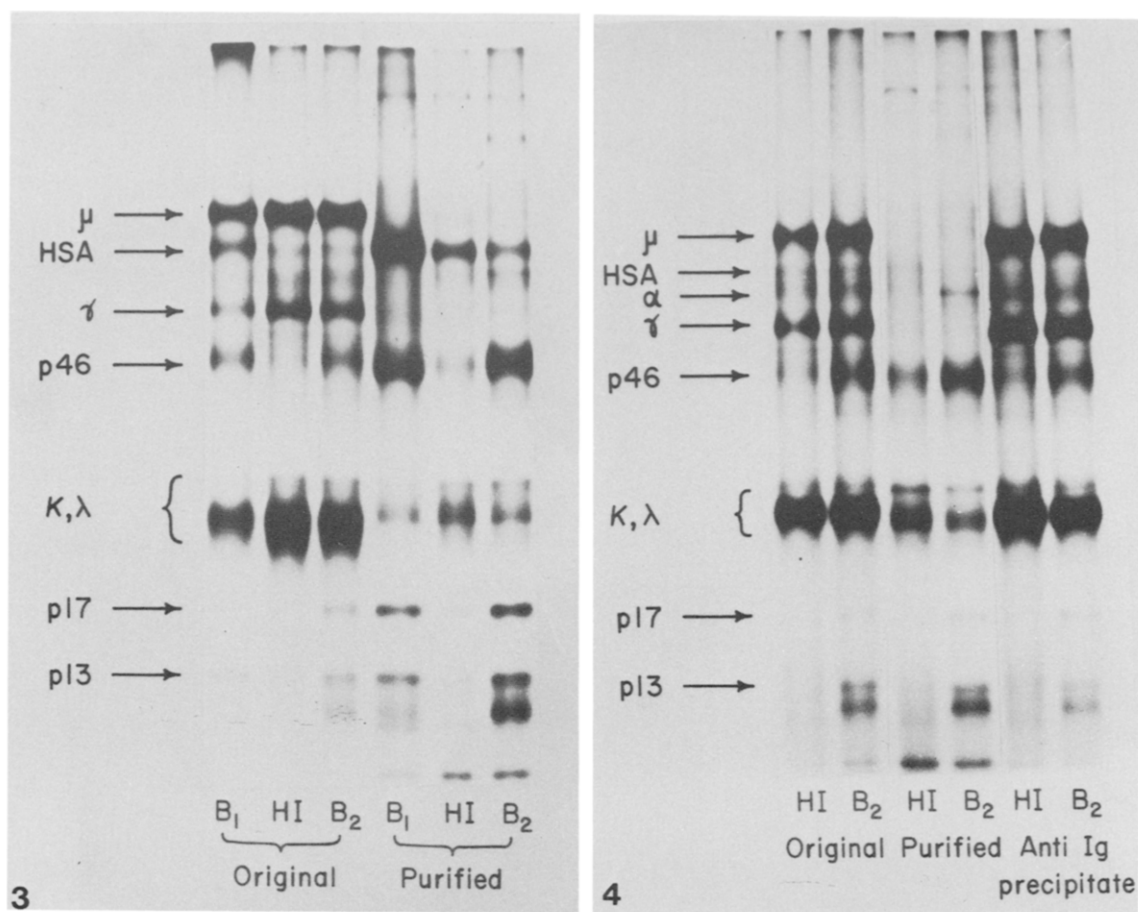 μ
HSA
γ
p46
K,λ
p17
p13
B₁ HI B₂ B₁ HI B₂
Original Purified
3
μ
HSA
α
γ
p46
K,λ
p17
p13
HI B₂ HI B₂ HI B₂
Original Purified Anti Ig
precipitate
4